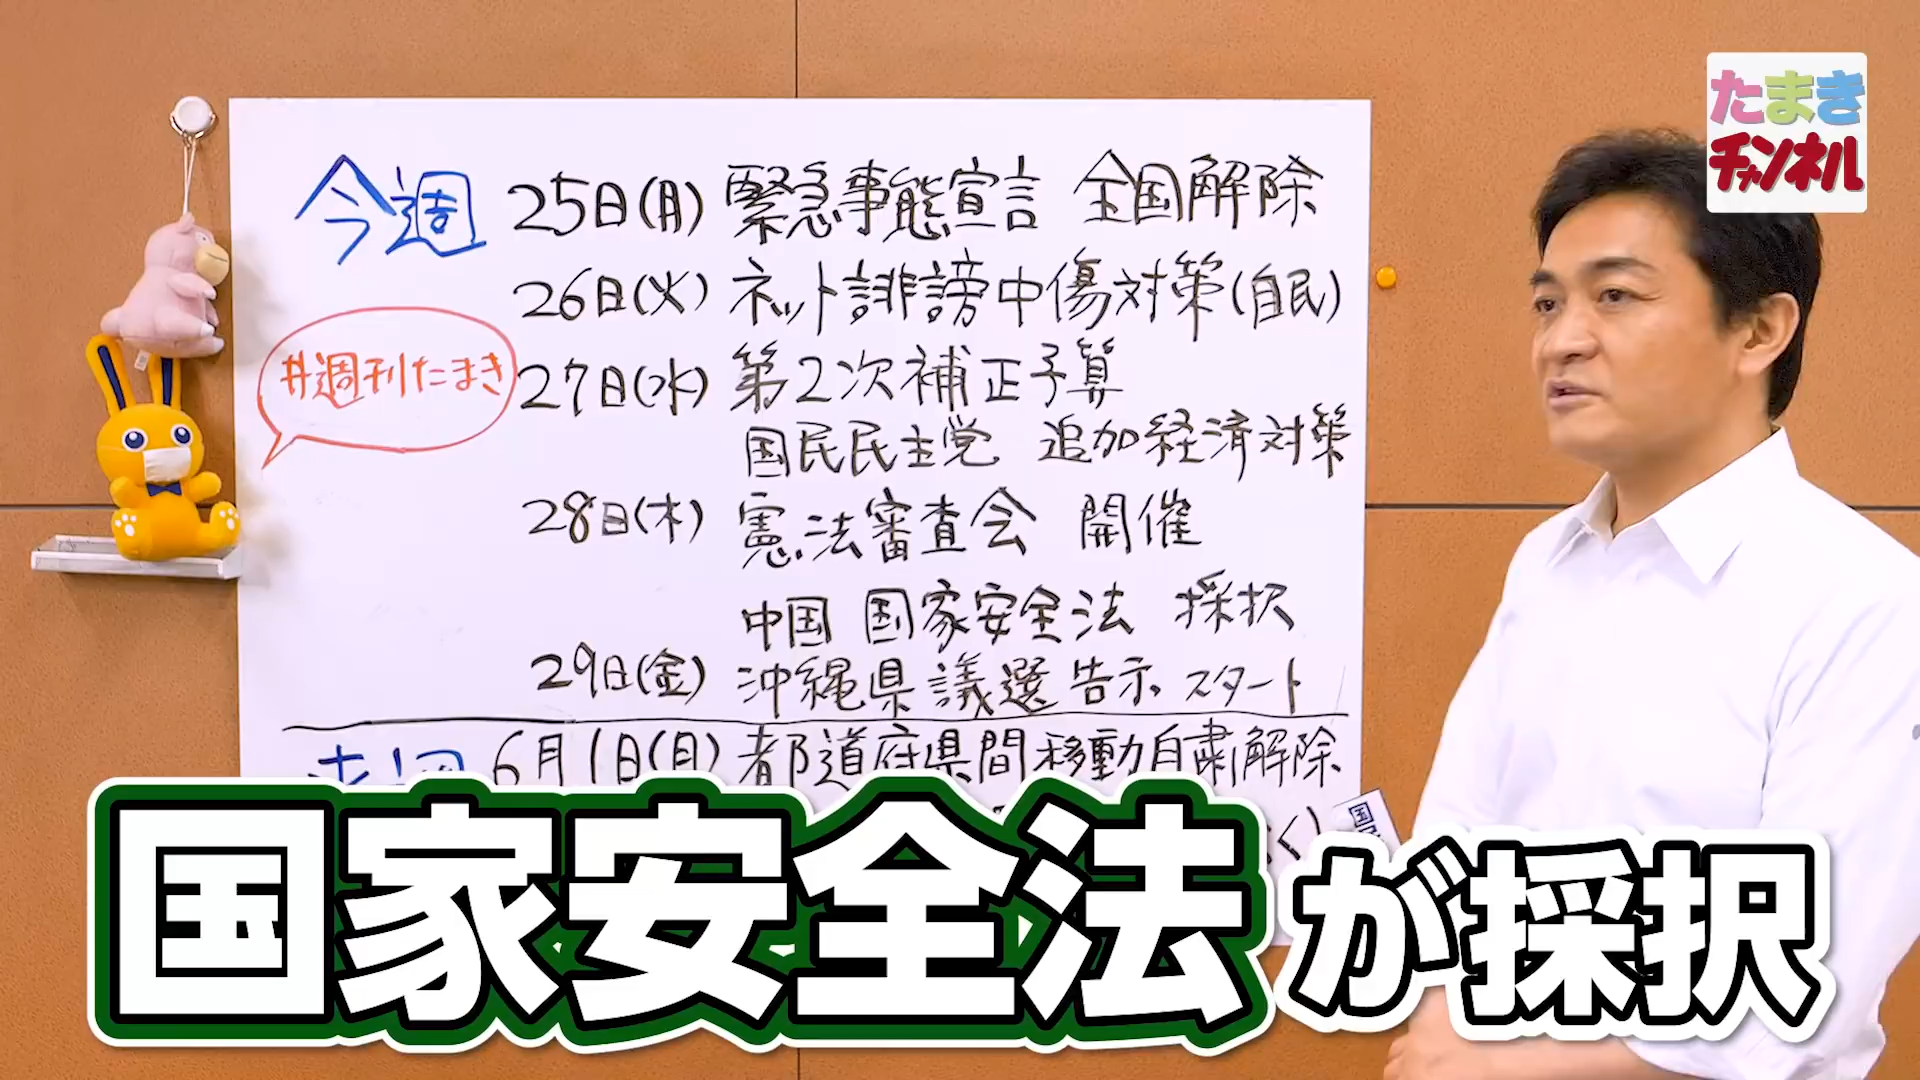 たまき
チャンネル
今週 25日(月) 緊急事態宣言 全国解除
26日(火) ネット誹謗中傷対策(自民)
#週刊たまき
27日(水) 第2次補正予算
国民民主党 追加経済対策
28日(木) 憲法審査会 開催
中国 国家安全法 採択
29日(金) 沖縄県議選告示 スタート
6月1日(月) 都道府県間移動自粛解除
国家安全法が採択